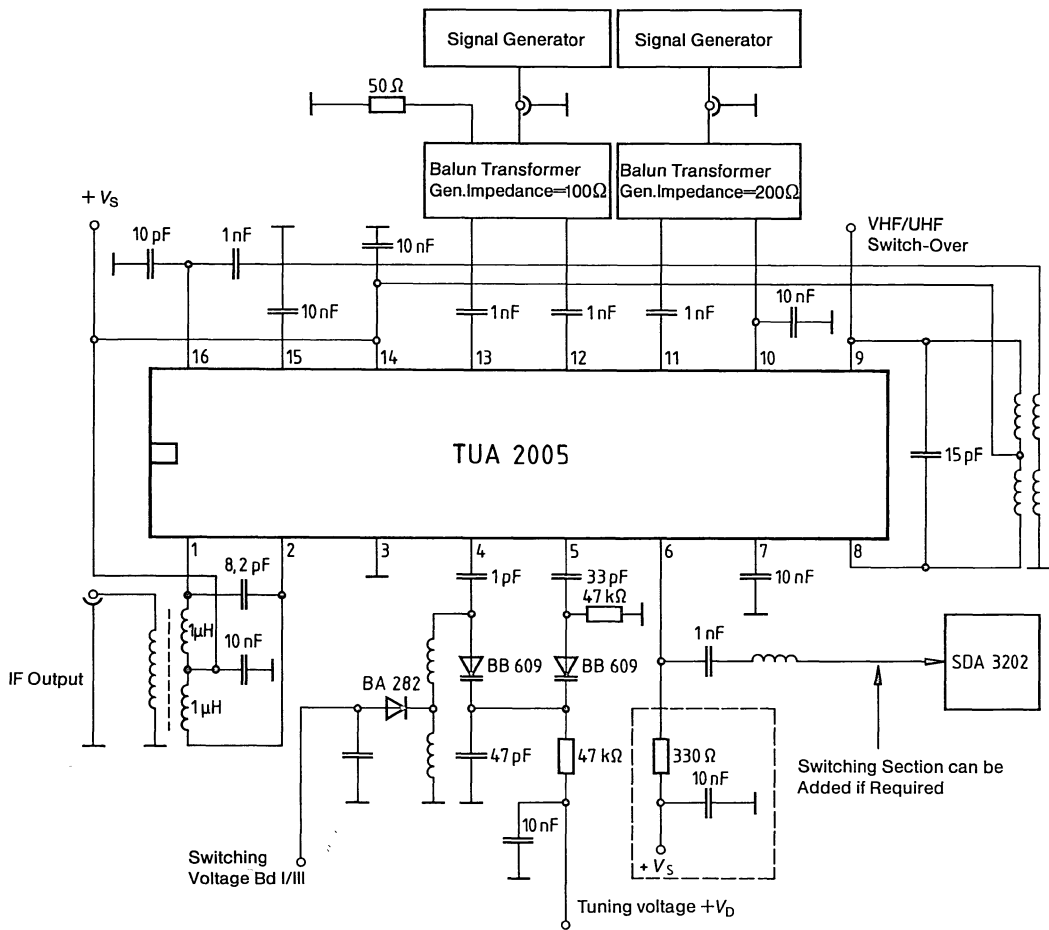 Signal Generator
Signal Generator
50 Ω
Balun Transformer
Gen.Impedance=100Ω
Balun Transformer
Gen.Impedance=200Ω
+ VS
10 pF
1 nF
10 nF
VHF/UHF
Switch-Over
10 nF
1 nF
1 nF
1 nF
10 nF
16
15
14
13
12
11
10
9
TUA 2005
15 pF
1
2
3
4
5
6
7
8
8,2 pF
1 pF
33 pF
10 nF
47 kΩ
1 µH
10 nF
1 nF
SDA 3202
BB 609
BB 609
IF Output
BA 282
1 µH
47 pF
47 kΩ
330 Ω
10 nF
Switching Section can be
Added if Required
10 nF
Switching
Voltage Bd I/III
+ VS
Tuning voltage +VD